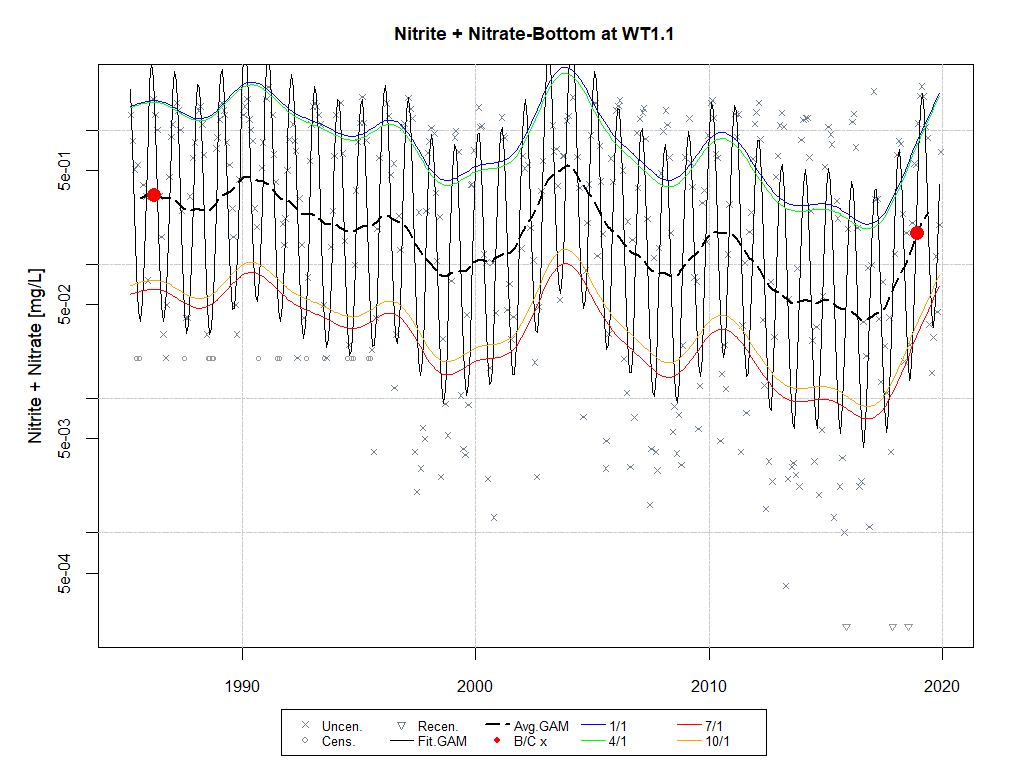 Nitrite + Nitrate-Bottom at WT1.1
Nitrite + Nitrate [mg/L]
5e-01
5e-02
5e-03
5e-04
1990 2000 2010 2020
Uncen. Recen. Avg.GAM 1/1 7/1
Cens. Fit.GAM B/C x 4/1 10/1